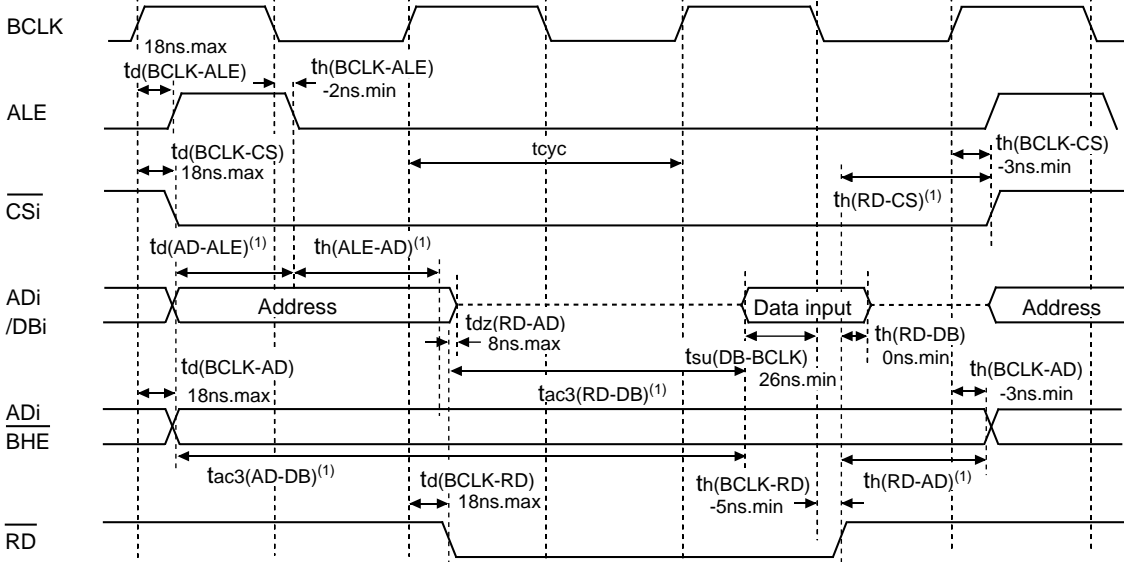 BCLK
18ns.max
td(BCLK-ALE)
th(BCLK-ALE)
-2ns.min
ALE
td(BCLK-CS)
18ns.max
tcyc
th(BCLK-CS)
-3ns.min
CSi
th(RD-CS)(1)
td(AD-ALE)(1)
th(ALE-AD)(1)
ADi
/DBi
Address
Data input
Address
tdz(RD-AD)
8ns.max
th(RD-DB)
0ns.min
tsu(DB-BCLK)
26ns.min
td(BCLK-AD)
18ns.max
th(BCLK-AD)
-3ns.min
tac3(RD-DB)(1)
ADi
BHE
tac3(AD-DB)(1)
td(BCLK-RD)
18ns.max
th(BCLK-RD)
-5ns.min
th(RD-AD)(1)
RD